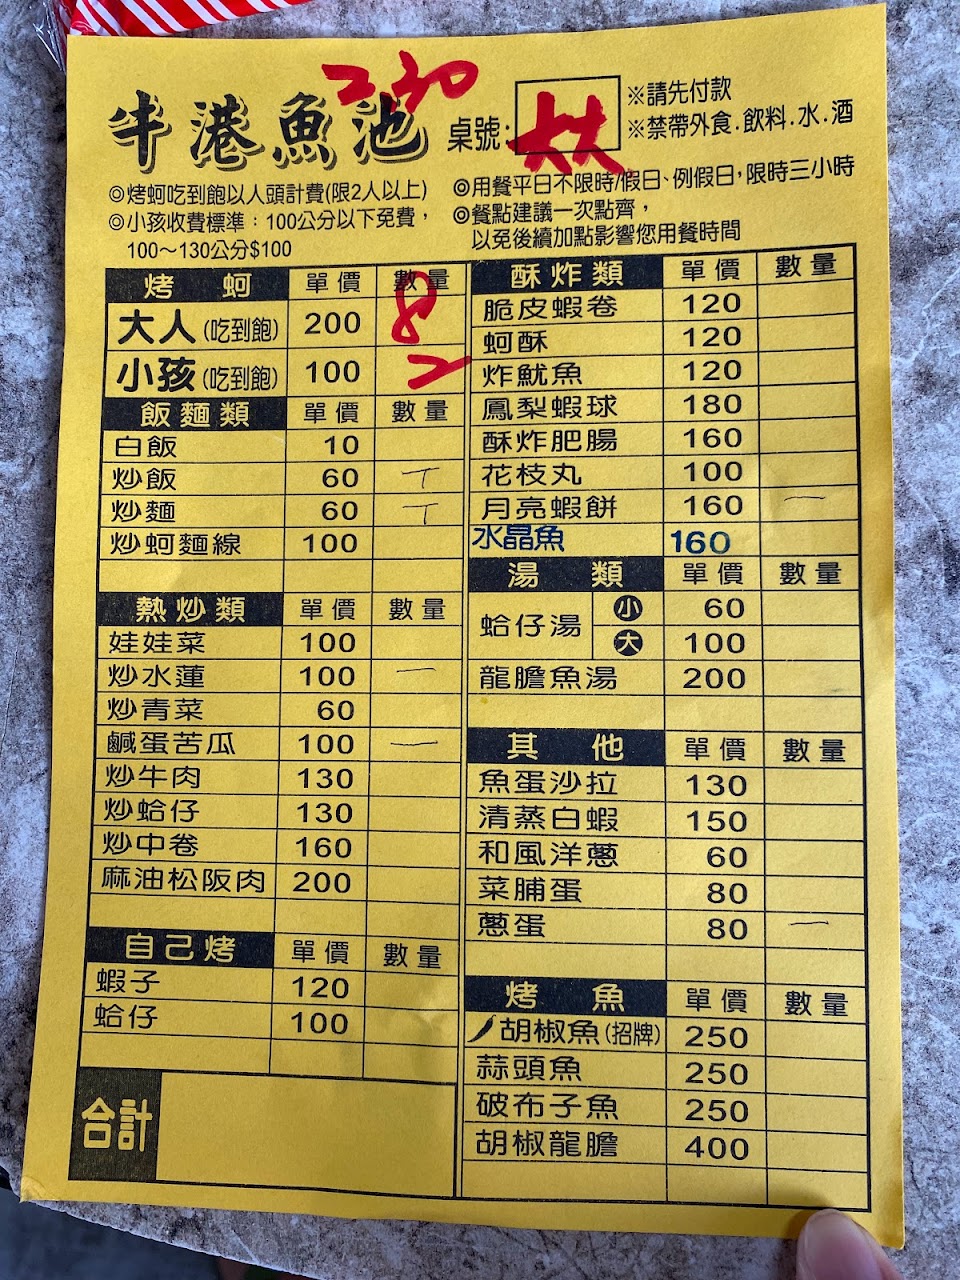 2,30
半港魚池
桌號:
※請先付款
※禁帶外食.飲料.水.酒
◎烤蚵吃到飽以人頭計費(限2人以上)
◎小孩收費標準：100公分以下免費，
100～130公分$100
◎用餐平日不限時/假日、例假日，限時三小時
◎餐點建議一次點齊，
以免後續加點影響您用餐時間
烤蚵 單價 數量
大人(吃到飽) 200 8
小孩(吃到飽) 100 2
飯麵類 單價 數量
白飯 10
炒飯 60 一
炒麵 60 一
炒蚵麵線 100
熱炒類 單價 數量
娃娃菜 100
炒水蓮 100 一
炒青菜 60
鹹蛋苦瓜 100 一
炒牛肉 130
炒蛤仔 130
炒中卷 160
麻油松阪肉 200
自己烤 單價 數量
蝦子 120
蛤仔 100
合計
酥炸類 單價 數量
脆皮蝦卷 120
蚵酥 120
炸魷魚 120
鳳梨蝦球 180
酥炸肥腸 160
花枝丸 100
月亮蝦餅 160 一
水晶魚 160
湯類 單價 數量
蛤仔湯 小 60
大 100
龍膽魚湯 200
其他 單價 數量
魚蛋沙拉 130
清蒸白蝦 150
和風洋蔥 60
菜脯蛋 80
蔥蛋 80 一
烤魚 單價 數量
胡椒魚(招牌) 250
蒜頭魚 250
破布子魚 250
胡椒龍膽 400